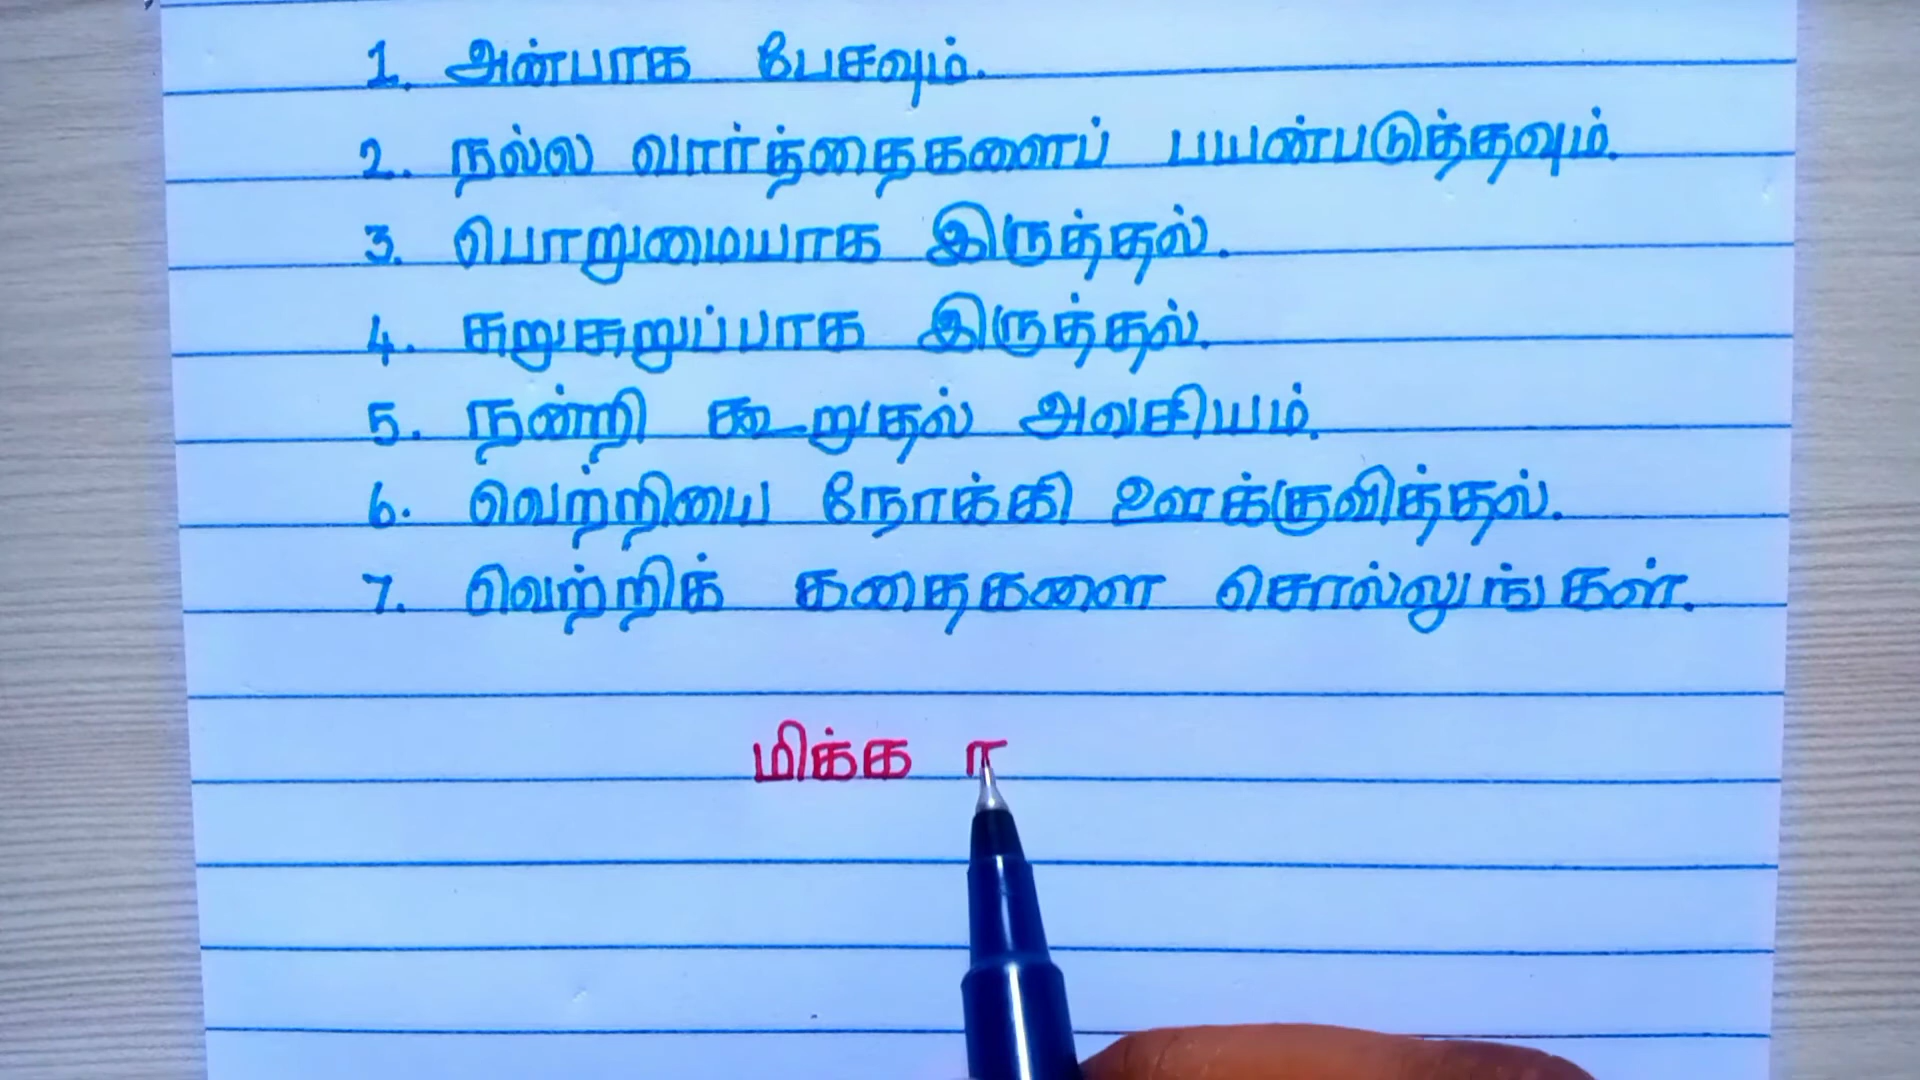 1. அன்பாக பேசவும்.
2. நல்ல வார்த்தைகளைப் பயன்படுத்தவும்.
3. பொறுமையாக இருத்தல்.
4. சுறுசுறுப்பாக இருத்தல்.
5. நன்றி கூறுதல் அவசியம்.
6. வெற்றியை நோக்கி ஊக்குவித்தல்.
7. வெற்றிக் கதைகளை சொல்லுங்கள்.
மிக்க